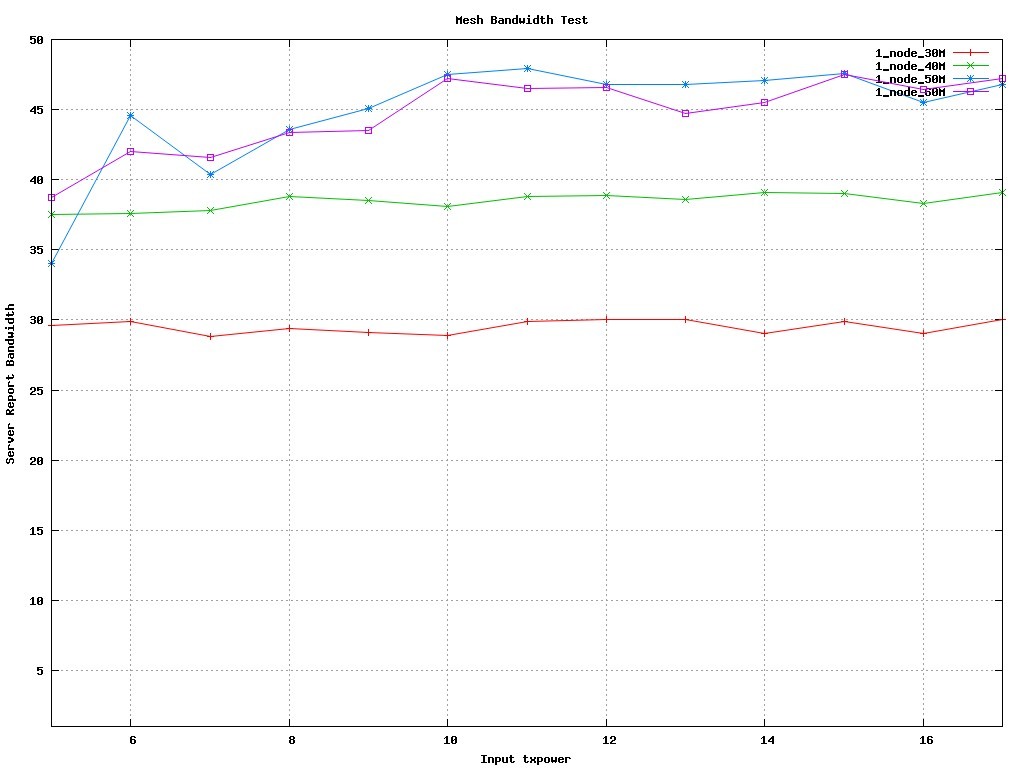 Mesh Bandwidth Test
50
45
40
35
30
25
20
15
10
5
Server Report Bandwidth
1_node_30M
1_node_40M
1_node_50M
1_node_60M
6 8 10 12 14 16
Input txpower